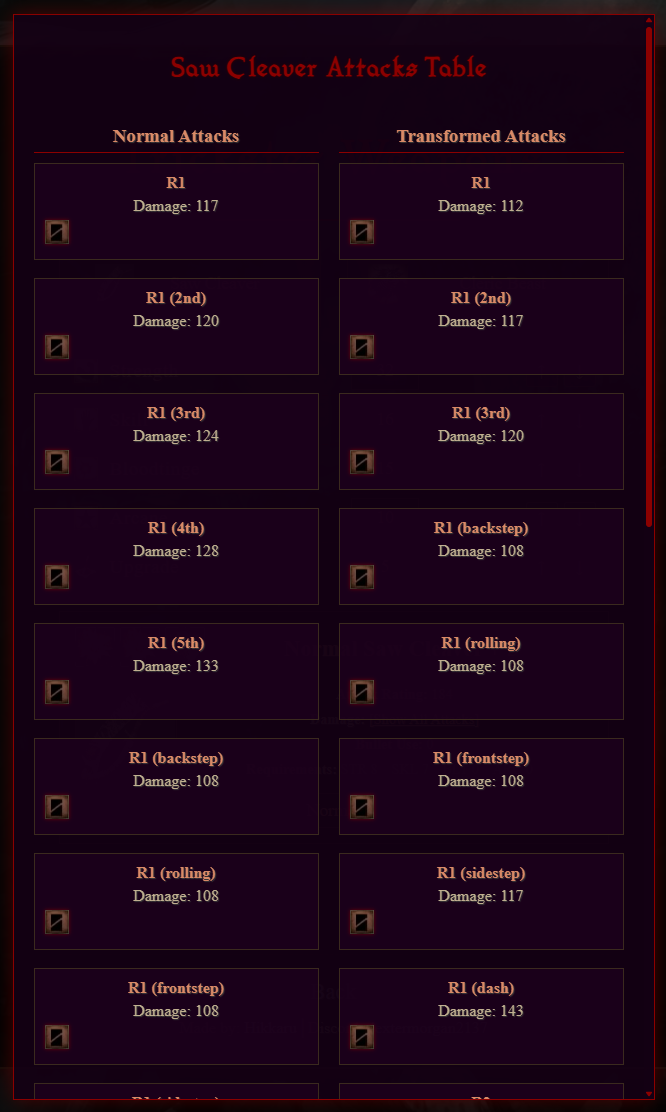 Saw Cleaver Attacks Table
Normal Attacks
R1
Damage: 117
R1 (2nd)
Damage: 120
R1 (3rd)
Damage: 124
R1 (4th)
Damage: 128
R1 (5th)
Damage: 133
R1 (backstep)
Damage: 108
R1 (rolling)
Damage: 108
R1 (frontstep)
Damage: 108
Transformed Attacks
R1
Damage: 112
R1 (2nd)
Damage: 117
R1 (3rd)
Damage: 120
R1 (backstep)
Damage: 108
R1 (rolling)
Damage: 108
R1 (frontstep)
Damage: 108
R1 (sidestep)
Damage: 117
R1 (dash)
Damage: 143